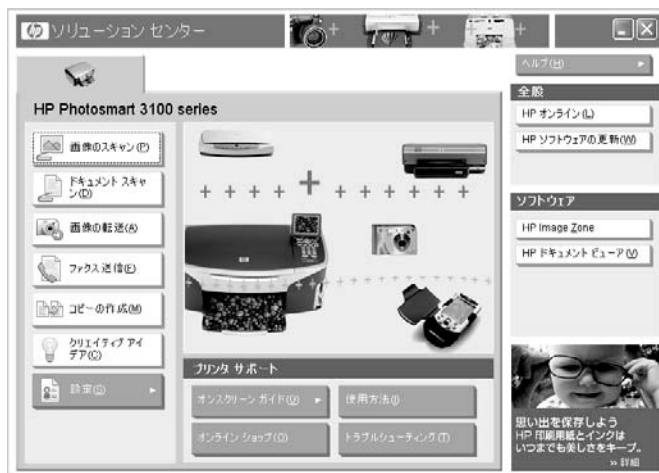 hp ソリューション センター
HP Photosmart 3100 series
画像のスキャン(P)
ドキュメント スキャ
ン(D)
画像の転送(A)
ファクス送信(E)
コピーの作成(M)
クリエイティブ アイ
デア(C)
設定(S)
プリンタ サポート
オンスクリーン ガイド(O)
使用方法(I)
オンライン ショップ(O)
トラブルシューティング(T)
ヘルプ(H)
全般
HP オンライン(L)
HP ソフトウェアの更新(W)
ソフトウェア
HP Image Zone
HP ドキュメント ビューア(V)
思い出を保存しよう
HP 印刷用紙とインクは
いつまでも美しさをキープ。
» 詳細